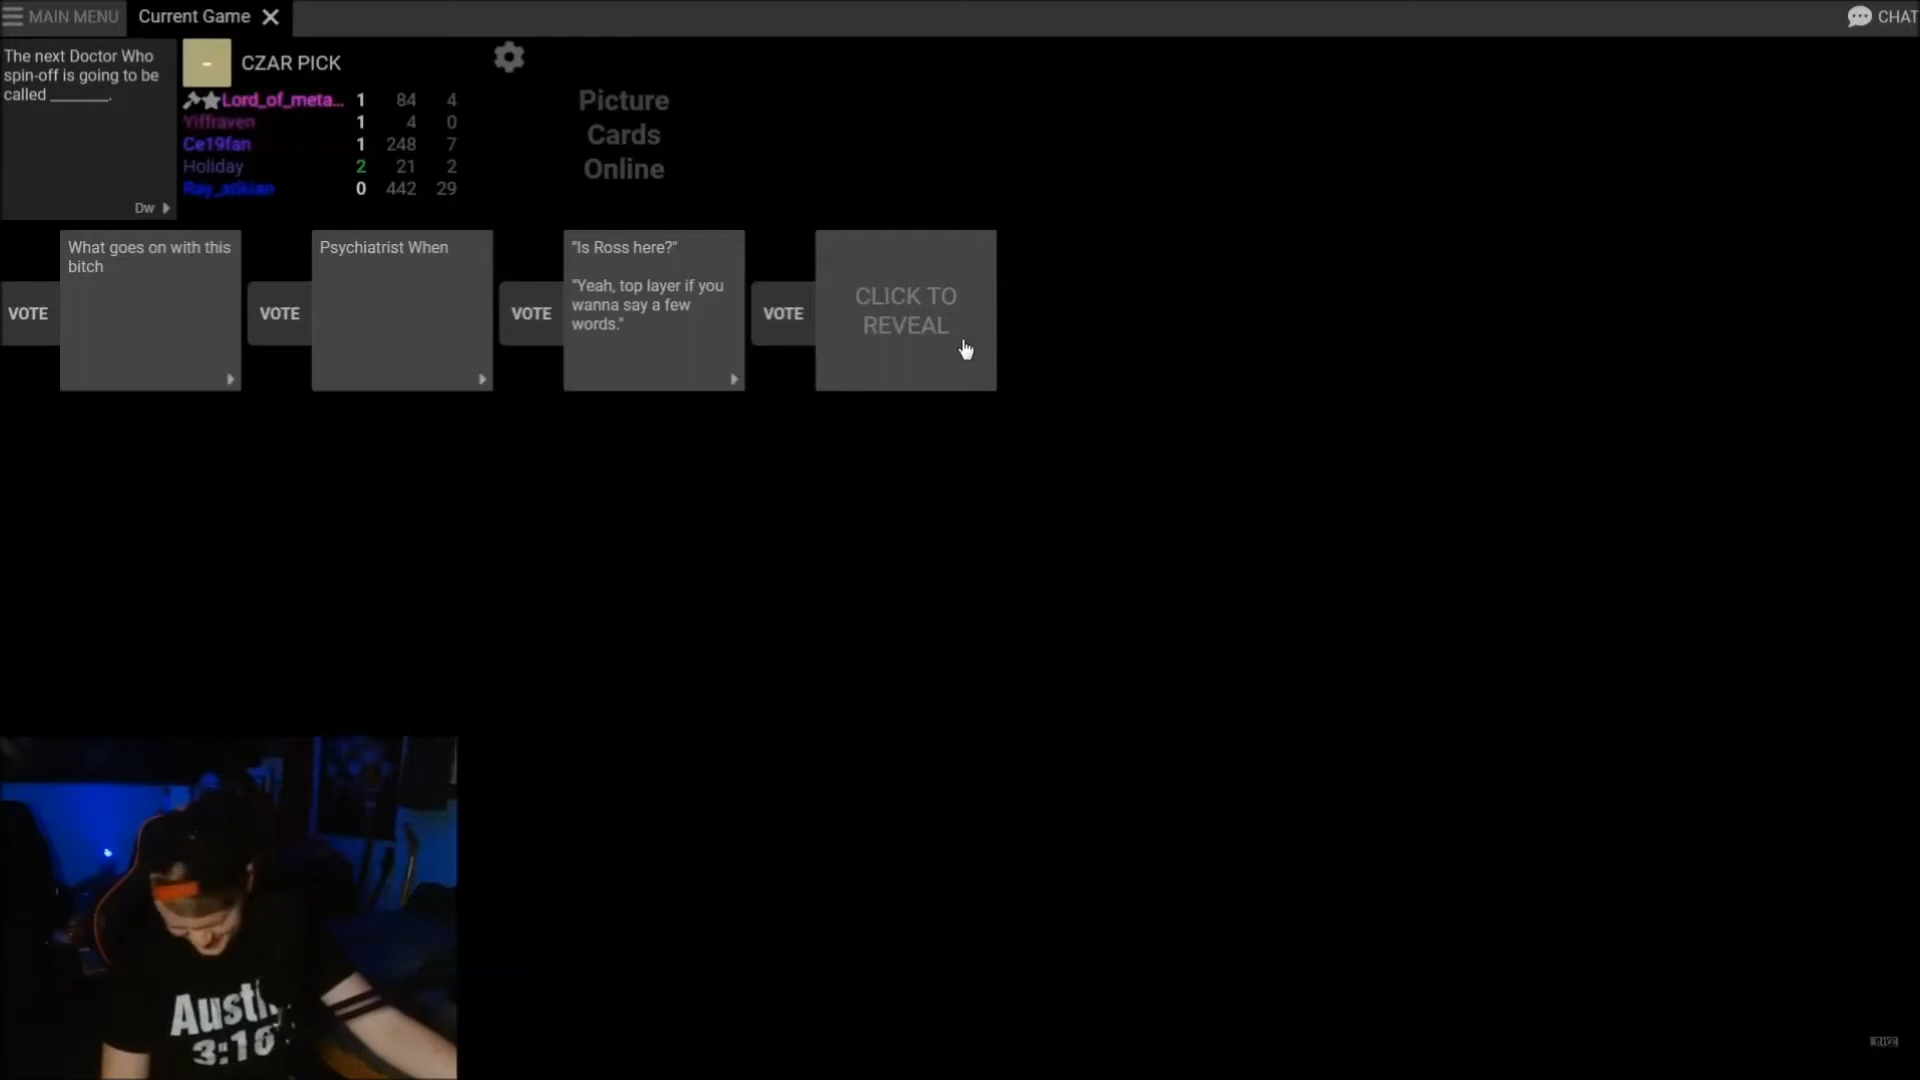 MAIN MENU
Current Game
CHAT
The next Doctor Who
spin-off is going to be
called _______.
Dw
-
CZAR PICK
Lord_of_meta... 1 84 4
Yiffraven 1 4 0
Ce19fan 1 248 7
Holiday 2 21 2
Ray_atikian 0 442 29
Picture
Cards
Online
VOTE
What goes on with this
bitch
VOTE
Psychiatrist When
VOTE
"Is Ross here?"
"Yeah, top layer if you
wanna say a few
words."
VOTE
CLICK TO
REVEAL
3:16